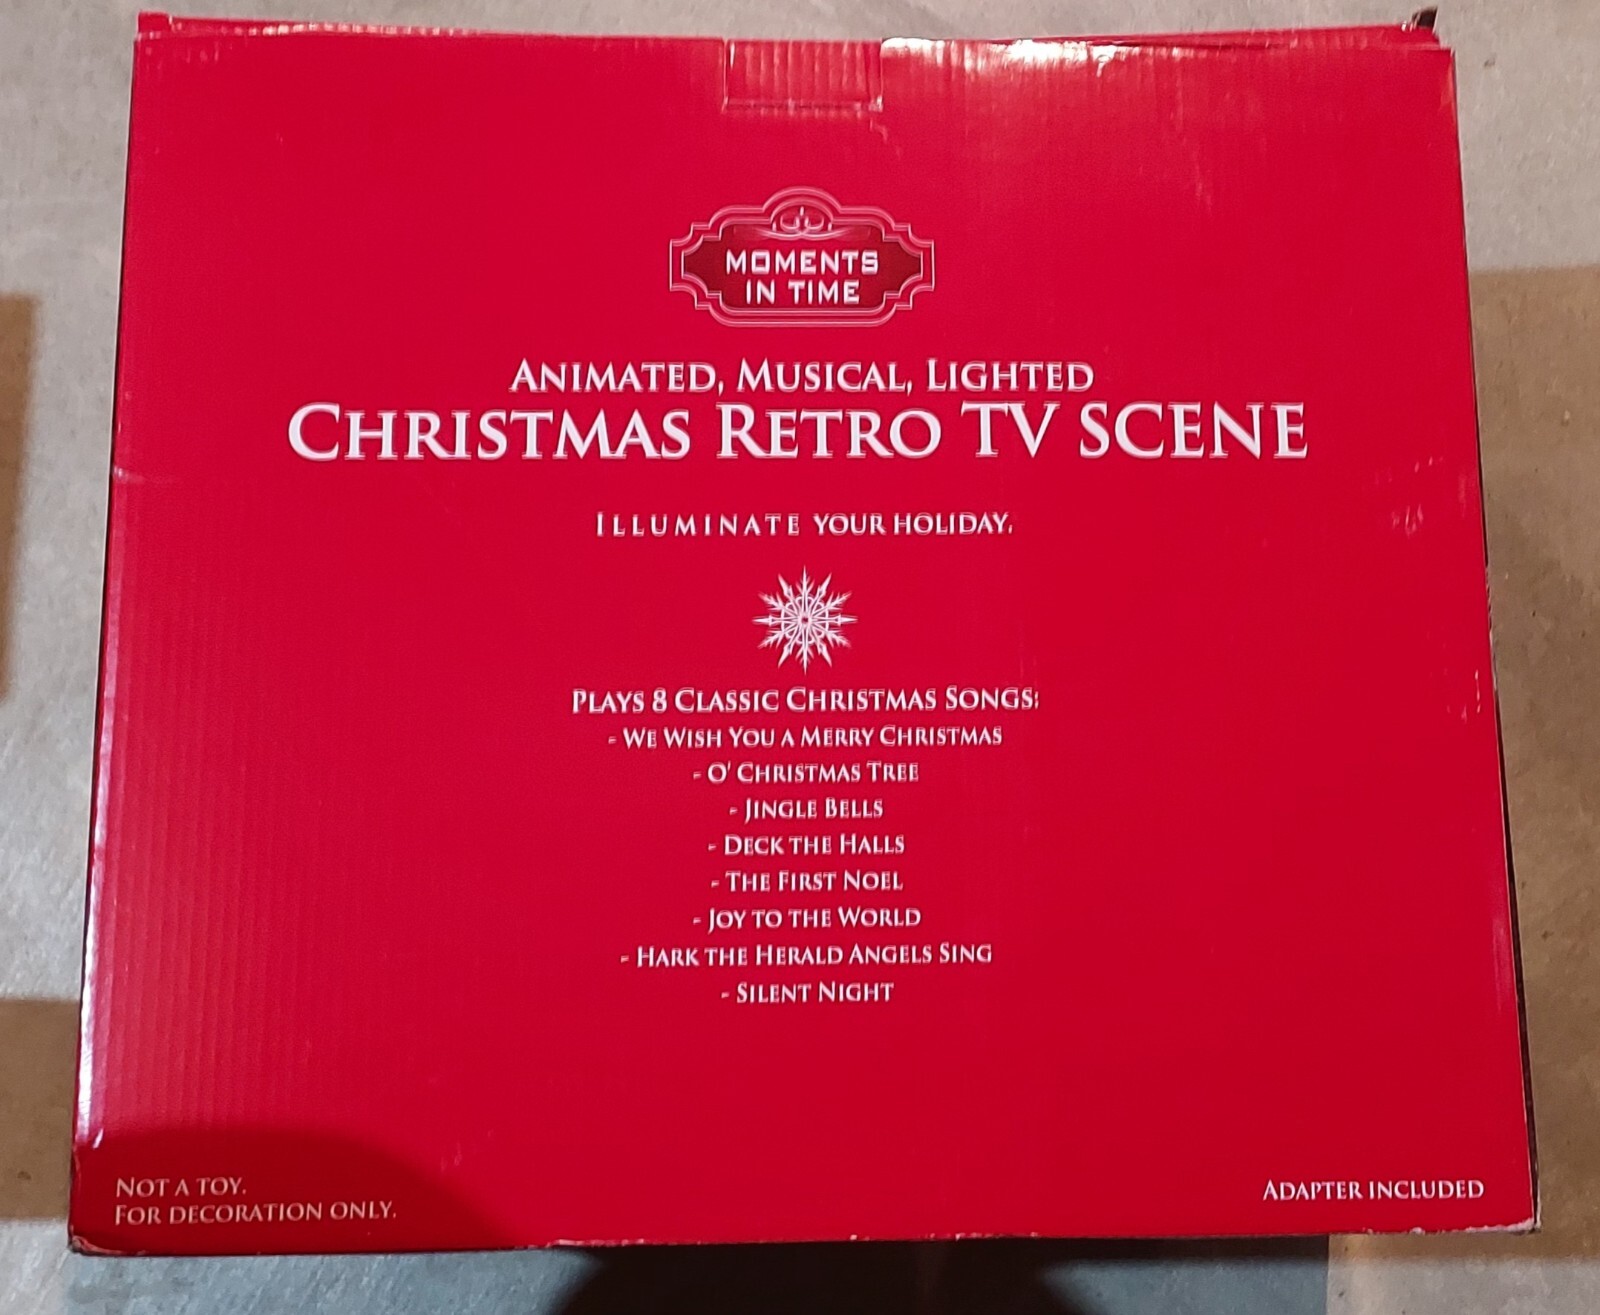 MOMENTS
IN TIME
ANIMATED, MUSICAL, LIGHTED
CHRISTMAS RETRO TV SCENE
ILLUMINATE YOUR HOLIDAY.
PLAYS 8 CLASSIC CHRISTMAS SONGS:
- WE WISH YOU A MERRY CHRISTMAS
- O' CHRISTMAS TREE
- JINGLE BELLS
- DECK THE HALLS
- THE FIRST NOEL
- JOY TO THE WORLD
- HARK THE HERALD ANGELS SING
- SILENT NIGHT
NOT A TOY.
FOR DECORATION ONLY.
ADAPTER INCLUDED